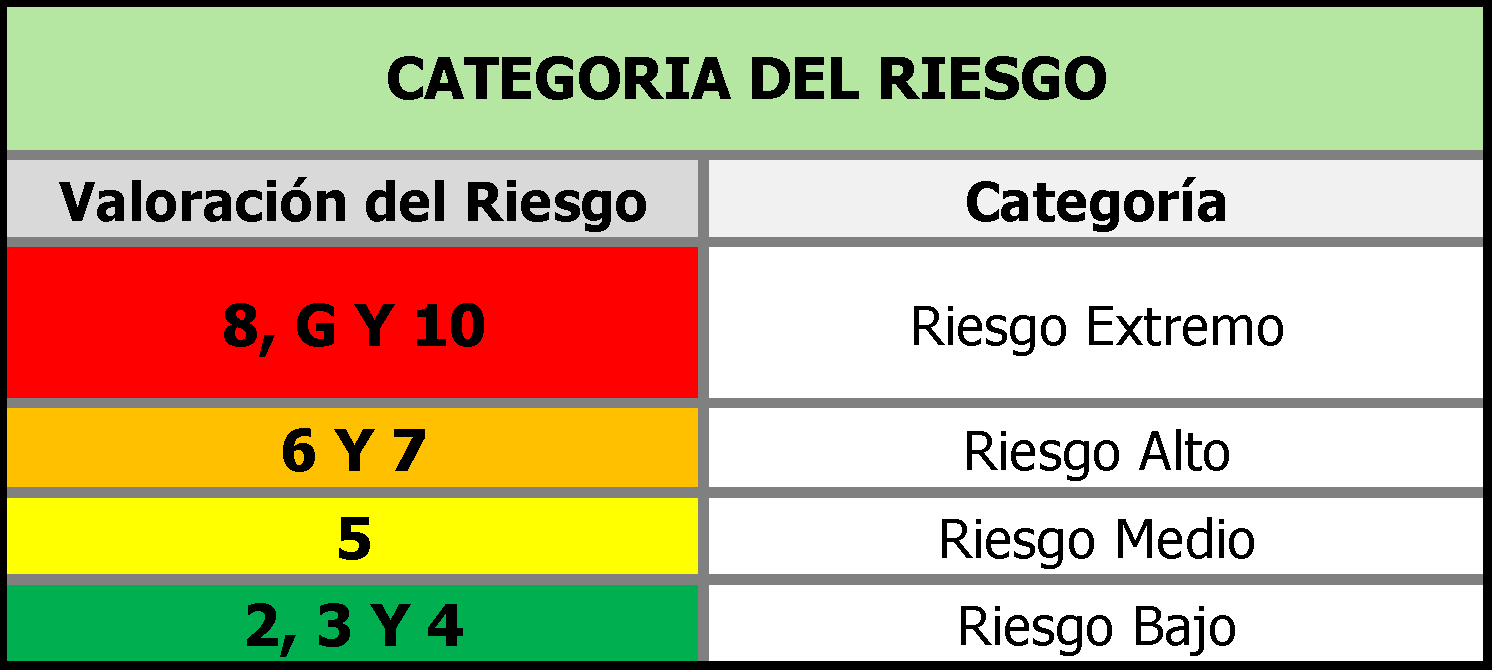 CATEGORIA DEL RIESGO
Valoración del Riesgo Categoría
8, G Y 10 Riesgo Extremo
6 Y 7 Riesgo Alto
5 Riesgo Medio
2, 3 Y 4 Riesgo Bajo